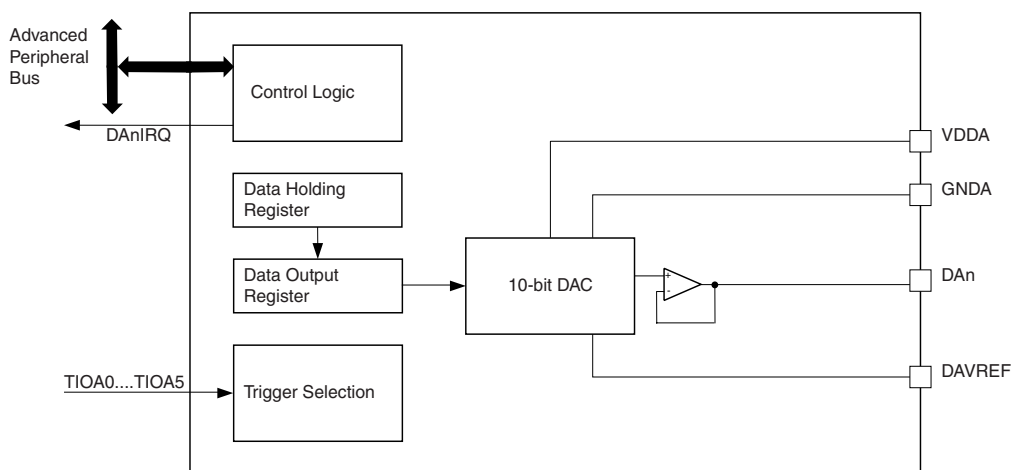 Advanced
Peripheral
Bus
Control Logic
DAnIRQ
VDDA
Data Holding
Register
GNDA
Data Output
Register
10-bit DAC
+
-
DAn
TIOA0....TIOA5
Trigger Selection
DAVREF